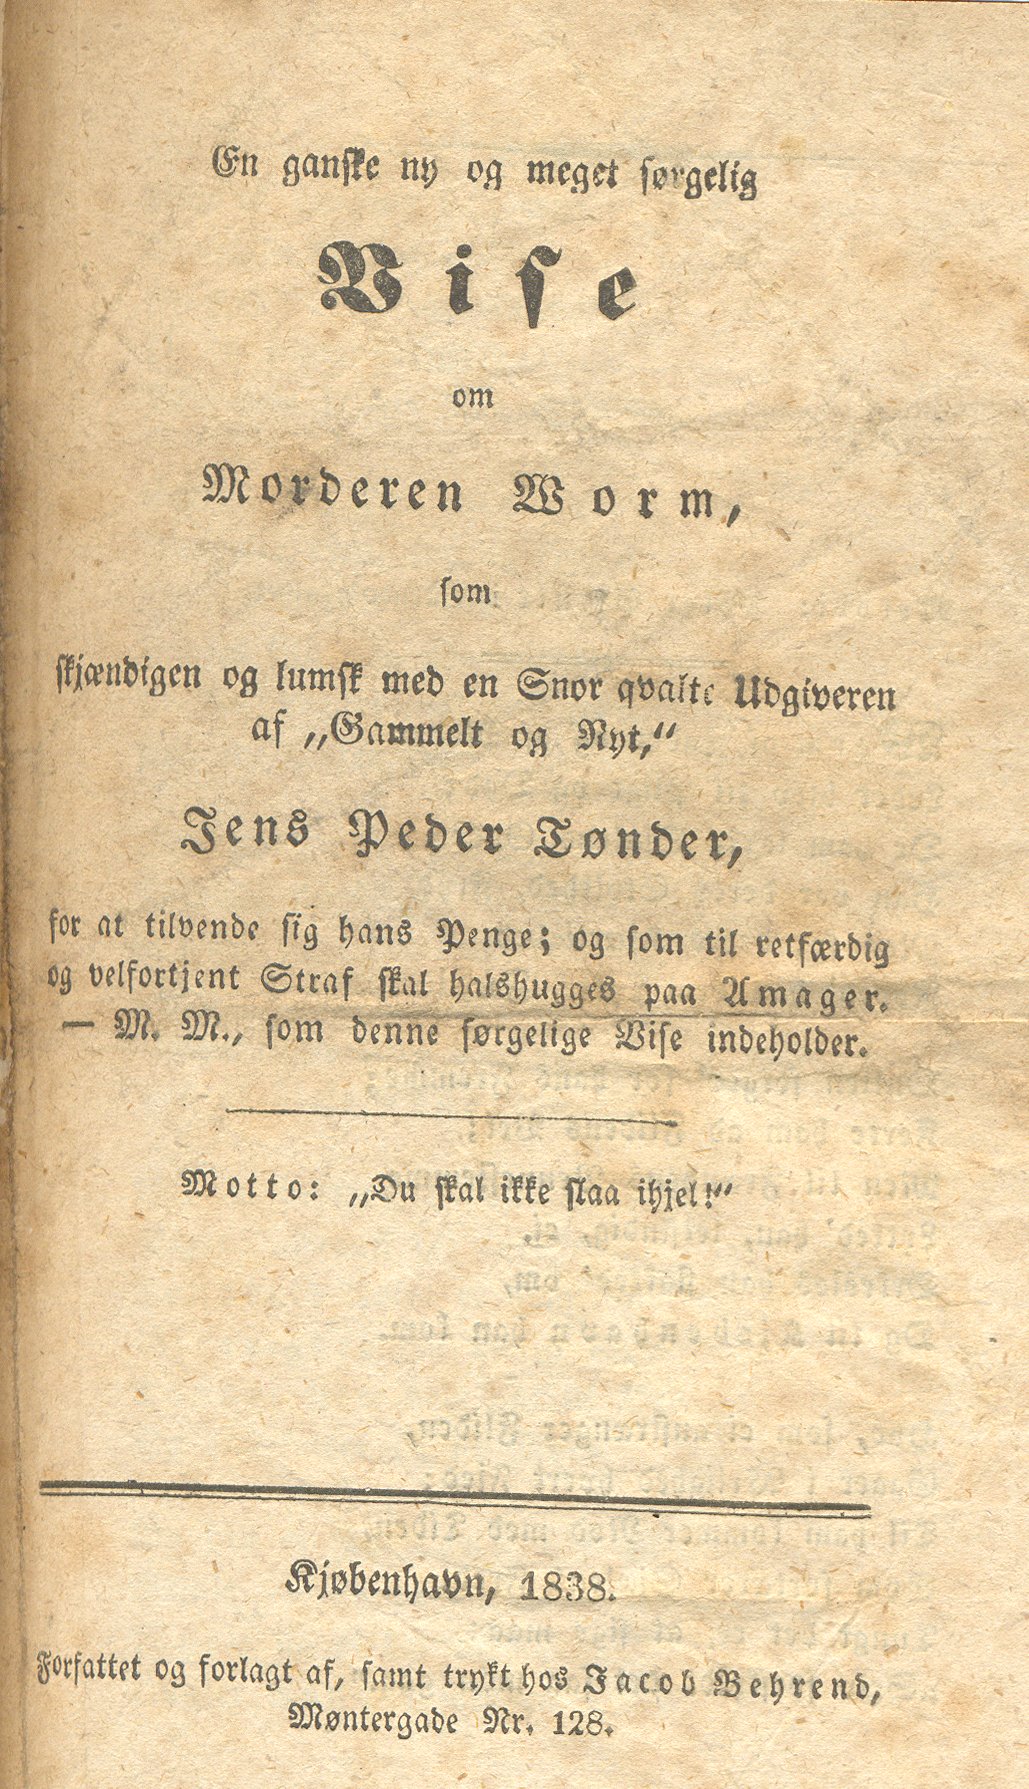 En ganske ny og meget sørgelig
Vise
om
Morderen Worm,
som
skjændigen og lumsk med en Snor qvalte Udgiveren
af „Gammelt og Nyt,“
Jens Peder Tønder,
for at tilvende sig hans Penge; og som til retfærdig
og velfortjent Straf skal halshugges paa Amager.
— M. M., som denne sørgelige Vise indeholder.
Motto: „Du skal ikke slaa ihjel!“
Kjøbenhavn, 1838.
Forfattet og forlagt af, samt trykt hos Jacob Behrend,
Møntergade Nr. 128.